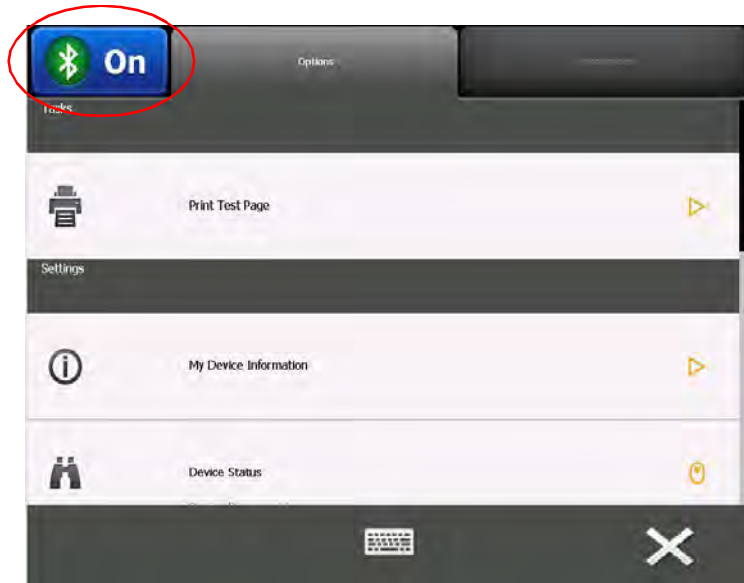 On
Options
Tasks
Print Test Page
Settings
My Device Information
Device Status